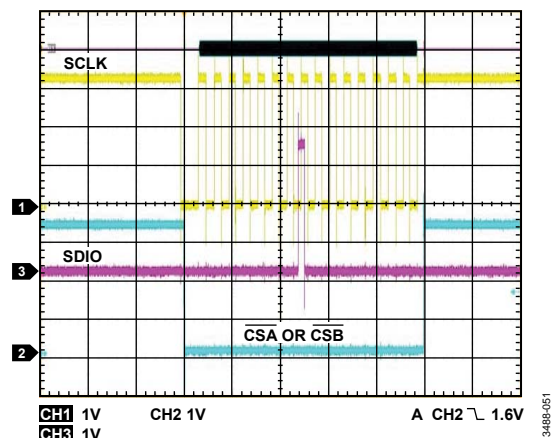 SCLK
1
SDIO
3
CSA OR CSB
2
CH1 1V CH2 1V A CH2 1.6V
CH3 1V
3488-051